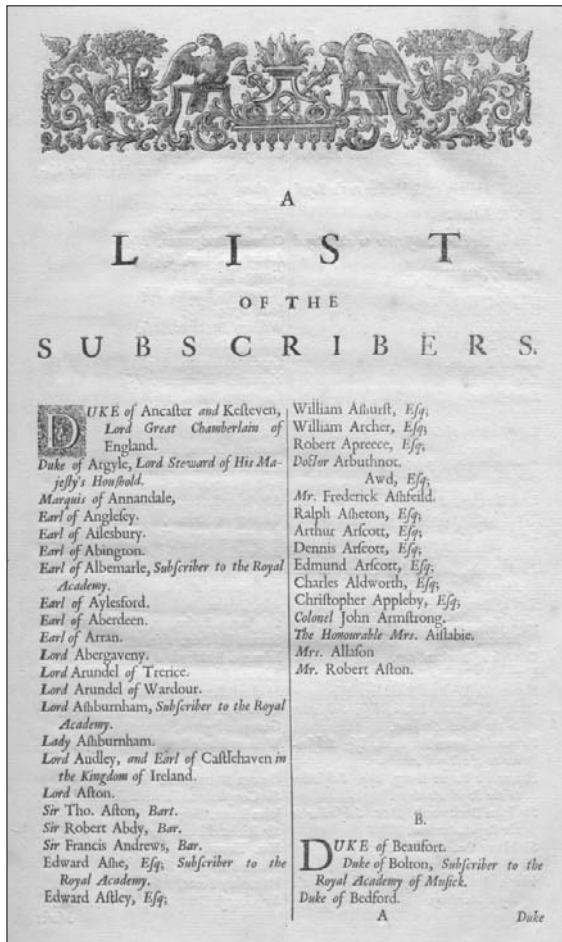 A
LIST
OF THE
SUBSCRIBERS.
DUKE of Ancaſter and Keſteven,
Lord Great Chamberlain of
England.
Duke of Argyle, Lord Steward of His Ma-
jeſty's Houſhold.
Marquis of Annandale,
Earl of Angleſey.
Earl of Ailesbury.
Earl of Abington.
Earl of Albemarle, Subſcriber to the Royal
Academy.
Earl of Aylesford.
Earl of Aberdeen.
Earl of Arran.
Lord Abergaveny.
Lord Arundel of Trerice.
Lord Arundel of Wardour.
Lord Aſhburnham, Subſcriber to the Royal
Academy.
Lady Aſhburnham.
Lord Audley, and Earl of Caſtlehaven in
the Kingdom of Ireland.
Lord Aſton.
Sir Tho. Aſton, Bart.
Sir Robert Abdy, Bar.
Sir Francis Andrews, Bar.
Edward Aſhe, Eſq; Subſcriber to the
Royal Academy.
Edward Aſtley, Eſq;
William Aſhurſt, Eſq;
William Archer, Eſq;
Robert Apreece, Eſq;
Doctor Arbuthnot.
Awd, Eſq;
Mr. Frederick Aſhfeild.
Ralph Aſheton, Eſq;
Arthur Arſcott, Eſq;
Dennis Arſcott, Eſq;
Edmund Arſcott, Eſq;
Charles Aldworth, Eſq;
Chriſtopher Appleby, Eſq;
Colonel John Armſtrong.
The Honourable Mrs. Aiſlabie.
Mrs. Allaſon
Mr. Robert Aſton.
B.
DUKE of Beaufort.
Duke of Bolton, Subſcriber to the
Royal Academy of Muſick.
Duke of Bedford.
A
Duke